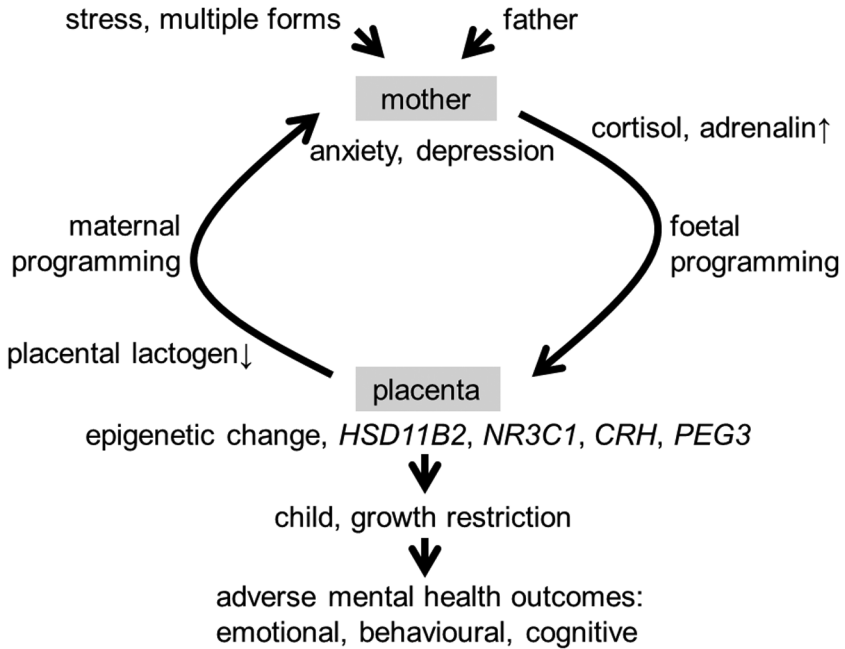 stress, multiple forms
father
mother
anxiety, depression
cortisol, adrenalin↑
maternal
programming
foetal
programming
placental lactogen↓
placenta
epigenetic change, HSD11B2, NR3C1, CRH, PEG3
child, growth restriction
adverse mental health outcomes:
emotional, behavioural, cognitive